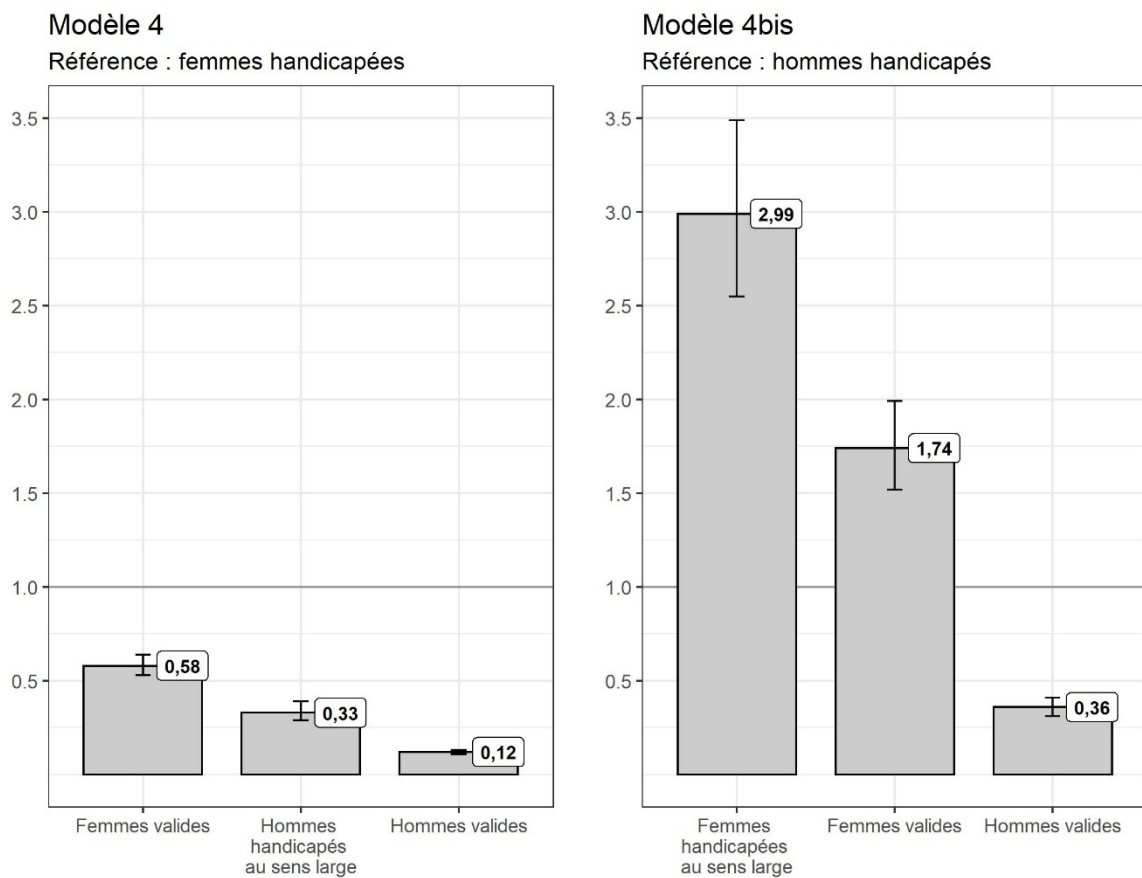 Modèle 4
Référence : femmes handicapées
3.5
3.0
2.5
2.0
1.5
1.0
0.5
0,58
0,33
0,12
Femmes valides
Hommes
handicapés
au sens large
Hommes valides
Modèle 4bis
Référence : hommes handicapés
3.5
3.0
2.5
2.0
1.5
1.0
0.5
2,99
1,74
0,36
Femmes
handicapées
au sens large
Femmes valides
Hommes valides